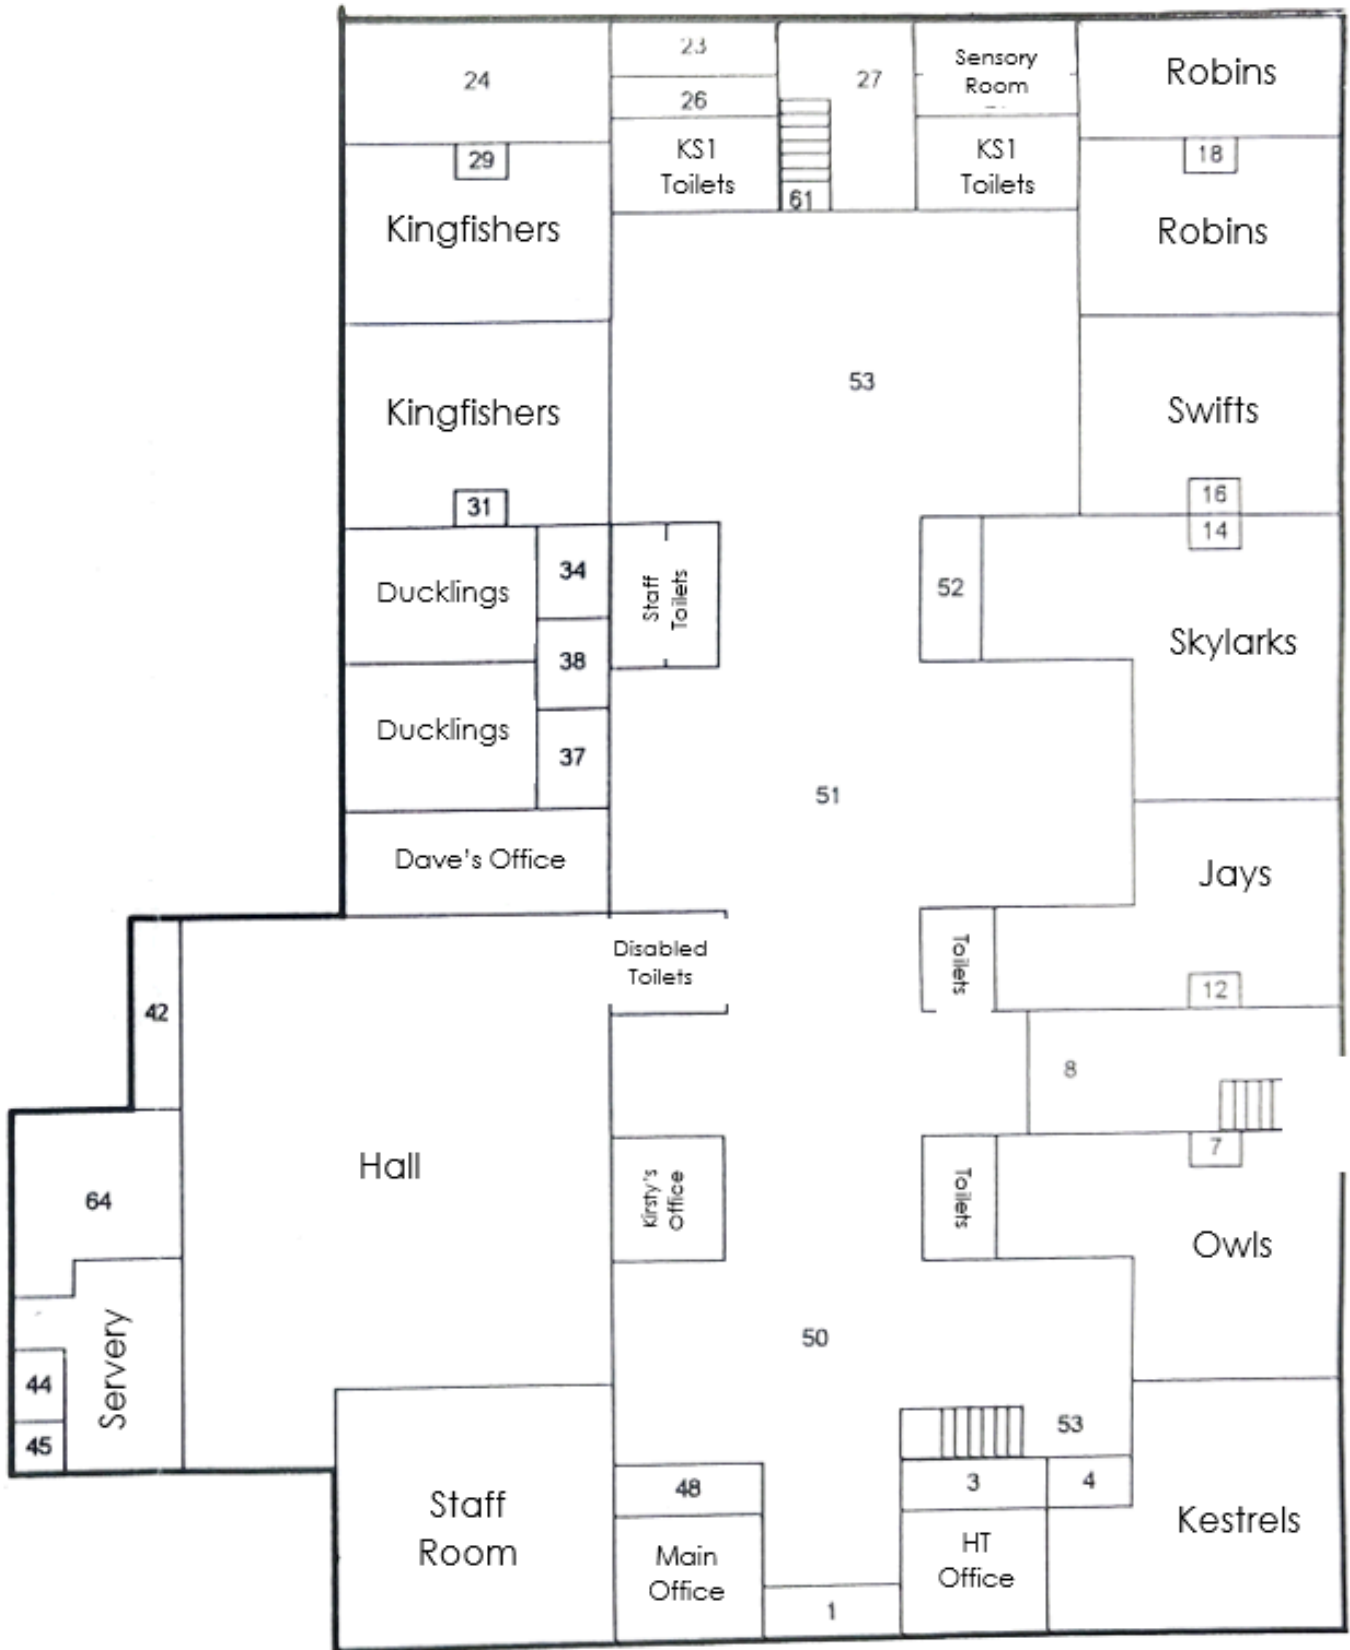 23
24
27
Sensory
Room
Robins
26
KS1
Toilets
KS1
Toilets
18
29
61
Kingfishers
Robins
53
Kingfishers
Swifts
31
16
14
34
Ducklings
Staff
Toilets
52
38
Skylarks
Ducklings
37
51
Dave's Office
Jays
Disabled
Toilets
Toilets
12
42
8
7
Hall
64
Kirsty's
Office
Toilets
Owls
50
Servery
44
45
53
48
3
4
Staff
Room
Main
Office
HT
Office
Kestrels
1